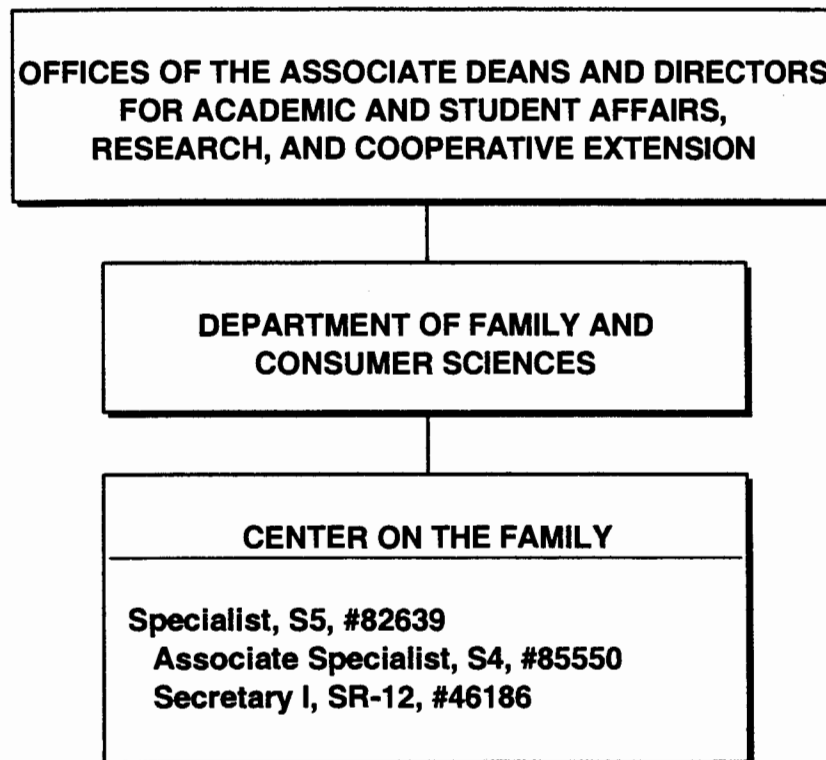 OFFICES OF THE ASSOCIATE DEANS AND DIRECTORS
FOR ACADEMIC AND STUDENT AFFAIRS,
RESEARCH, AND COOPERATIVE EXTENSION
DEPARTMENT OF FAMILY AND
CONSUMER SCIENCES
CENTER ON THE FAMILY
Specialist, S5, #82639
Associate Specialist, S4, #85550
Secretary I, SR-12, #46186